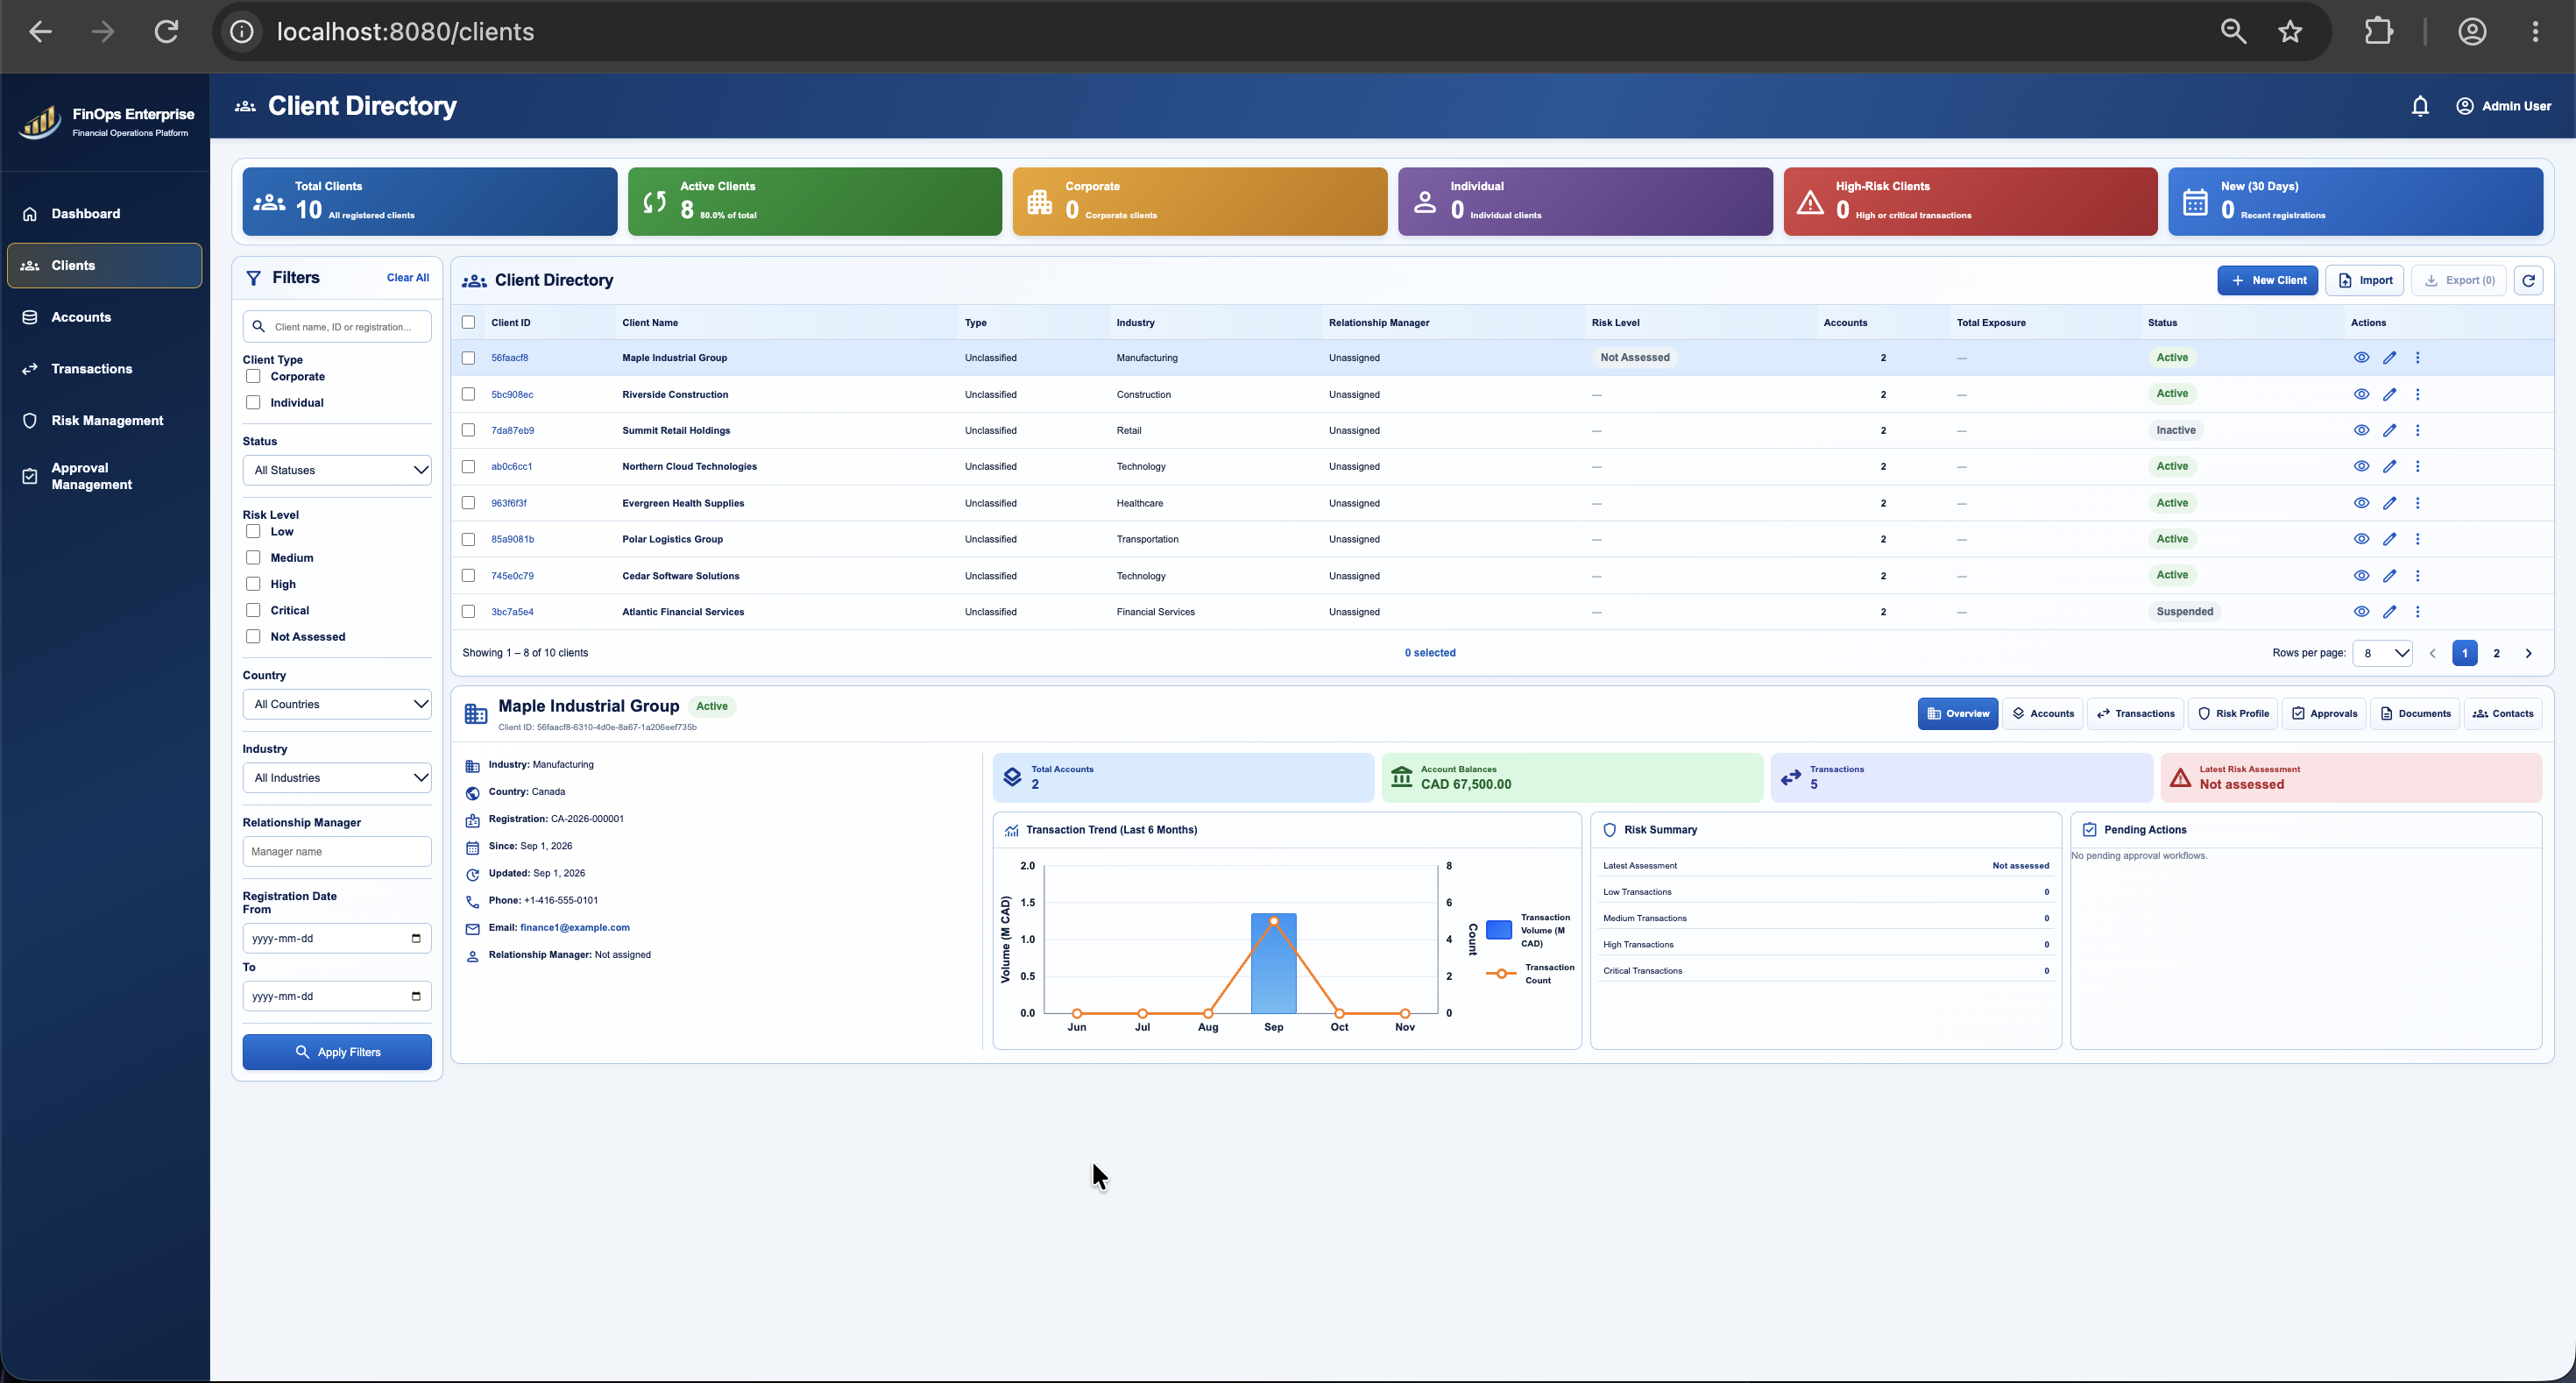 localhost:8080/clients
FinOps Enterprise
Financial Operations Platform
Client Directory
Admin User
Dashboard
Clients
Accounts
Transactions
Risk Management
Approval
Management
Total Clients
10 All registered clients
Active Clients
8 80.0% of total
Corporate
0 Corporate clients
Individual
0 Individual clients
High-Risk Clients
0 High or critical transactions
New (30 Days)
0 Recent registrations
Filters Clear All
Client name, ID or registration...
Client Type
Corporate
Individual
Status
All Statuses
Risk Level
Low
Medium
High
Critical
Not Assessed
Country
All Countries
Industry
All Industries
Relationship Manager
Manager name
Registration Date
From
yyyy-mm-dd
To
yyyy-mm-dd
Apply Filters
Client Directory
New Client Import Export (0)
Client ID Client Name Type Industry Relationship Manager Risk Level Accounts Total Exposure Status Actions
56faacf8 Maple Industrial Group Unclassified Manufacturing Unassigned Not Assessed 2 — Active
5bc908ec Riverside Construction Unclassified Construction Unassigned — 2 — Active
7da87eb9 Summit Retail Holdings Unclassified Retail Unassigned — 2 — Inactive
ab0c6cc1 Northern Cloud Technologies Unclassified Technology Unassigned — 2 — Active
963f6f3f Evergreen Health Supplies Unclassified Healthcare Unassigned — 2 — Active
85a9081b Polar Logistics Group Unclassified Transportation Unassigned — 2 — Active
745e0c79 Cedar Software Solutions Unclassified Technology Unassigned — 2 — Active
3bc7a5e4 Atlantic Financial Services Unclassified Financial Services Unassigned — 2 — Suspended
Showing 1 – 8 of 10 clients 0 selected Rows per page: 8 1 2
Maple Industrial Group Active
Client ID: 56faacf8-6310-4d0e-8a67-1a206eef735b
Overview Accounts Transactions Risk Profile Approvals Documents Contacts
Industry: Manufacturing
Country: Canada
Registration: CA-2026-000001
Since: Sep 1, 2026
Updated: Sep 1, 2026
Phone: +1-416-555-0101
Email: finance1@example.com
Relationship Manager: Not assigned
Total Accounts
2
Account Balances
CAD 67,500.00
Transactions
5
Latest Risk Assessment
Not assessed
Transaction Trend (Last 6 Months)
Volume (M CAD)
2.0
1.5
1.0
0.5
0.0
Jun Jul Aug Sep Oct Nov
8
6
4
2
0
Count
Transaction
Volume (M
CAD)
Transaction
Count
Risk Summary
Latest Assessment Not assessed
Low Transactions 0
Medium Transactions 0
High Transactions 0
Critical Transactions 0
Pending Actions
No pending approval workflows.